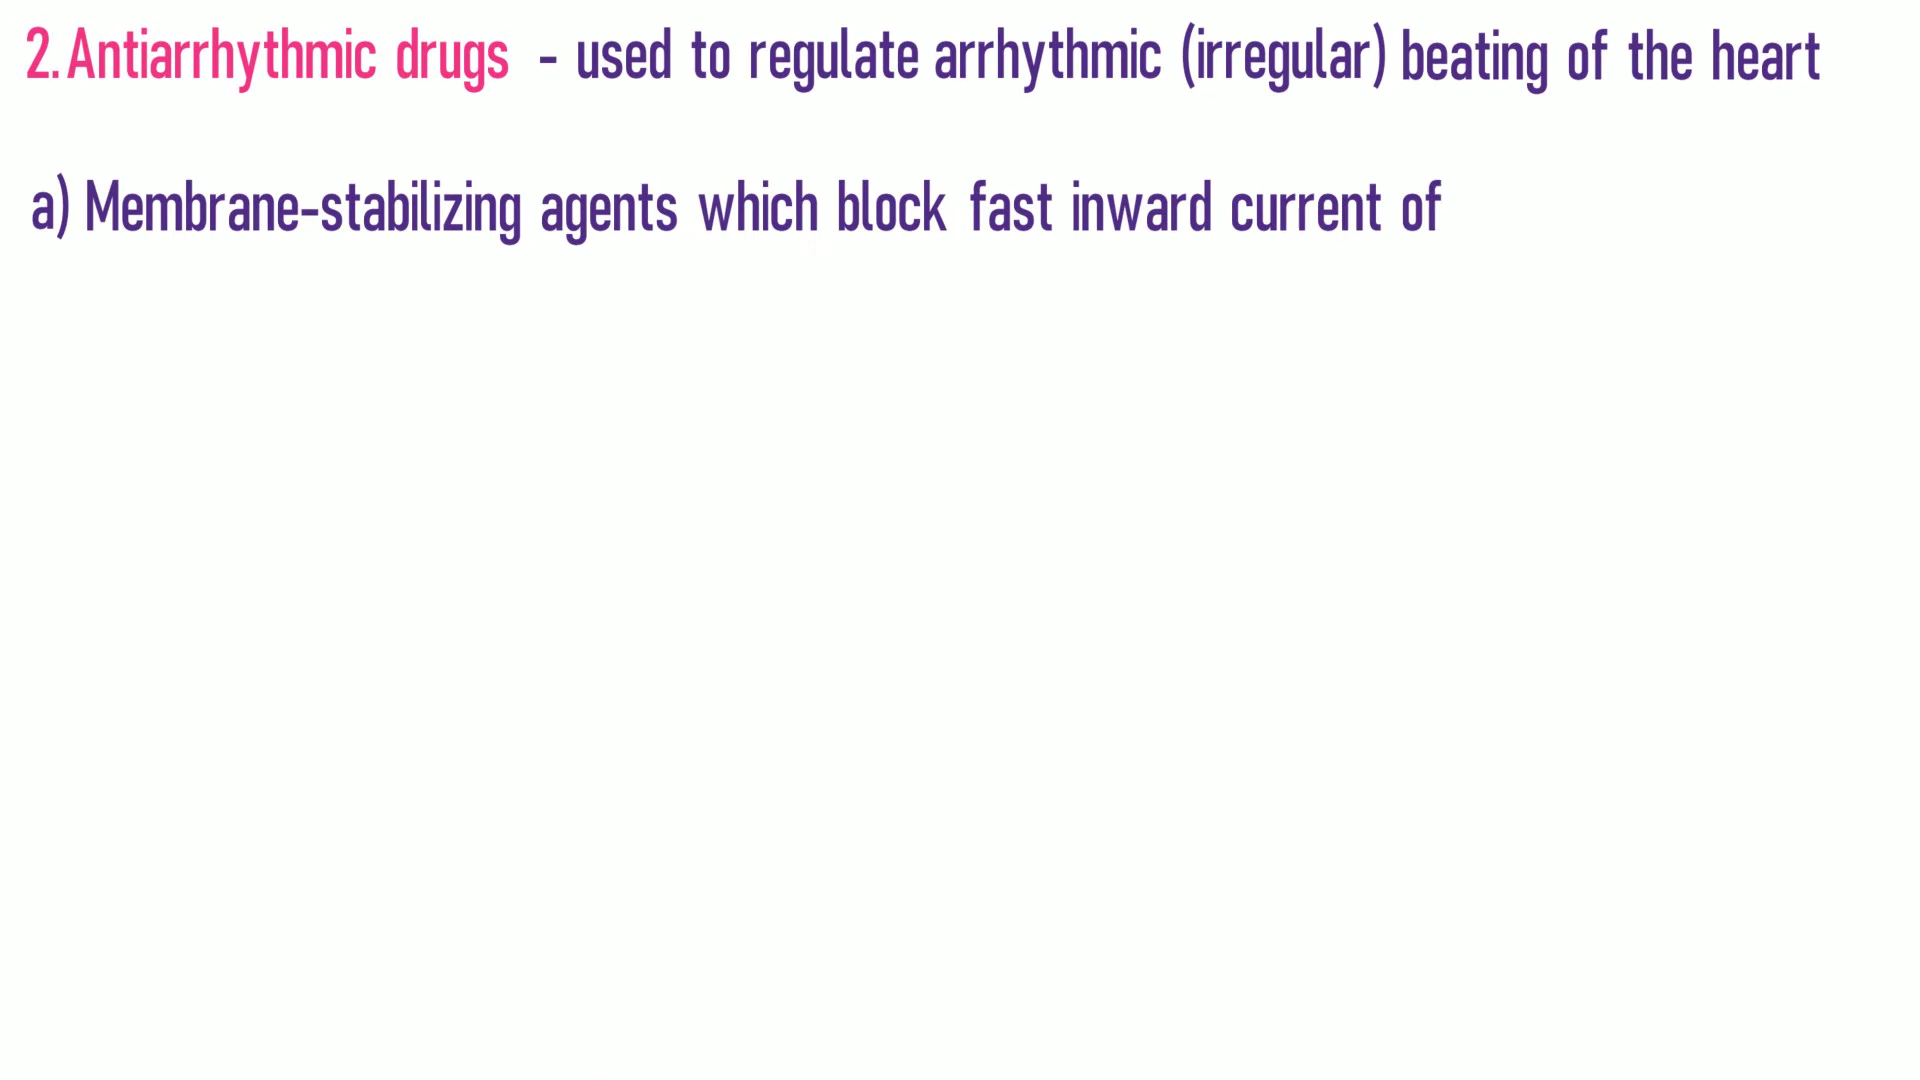 2. Antiarrhythmic drugs - used to regulate arrhythmic (irregular) beating of the heart
a) Membrane-stabilizing agents which block fast inward current of